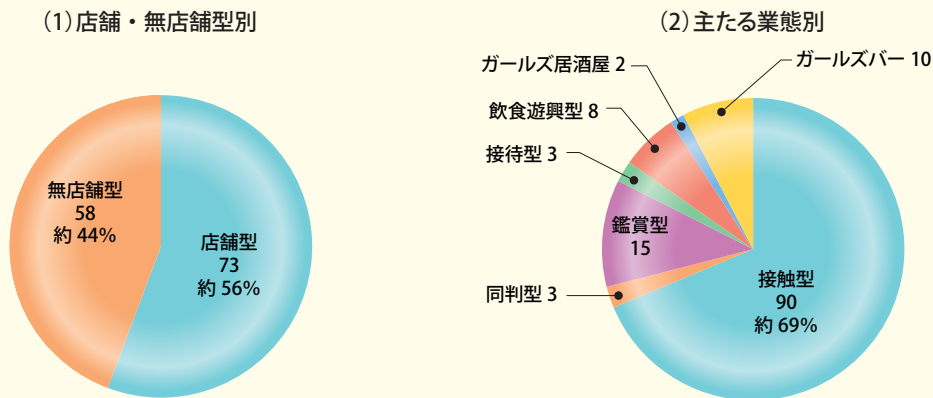 (1)店舗・無店舗型別
無店舗型
58
約 44%
店舗型
73
約 56%
(2)主たる業態別
ガールズバー 10
ガールズ居酒屋 2
飲食遊興型 8
接待型 3
鑑賞型
15
同判型 3
接触型
90
約 69%